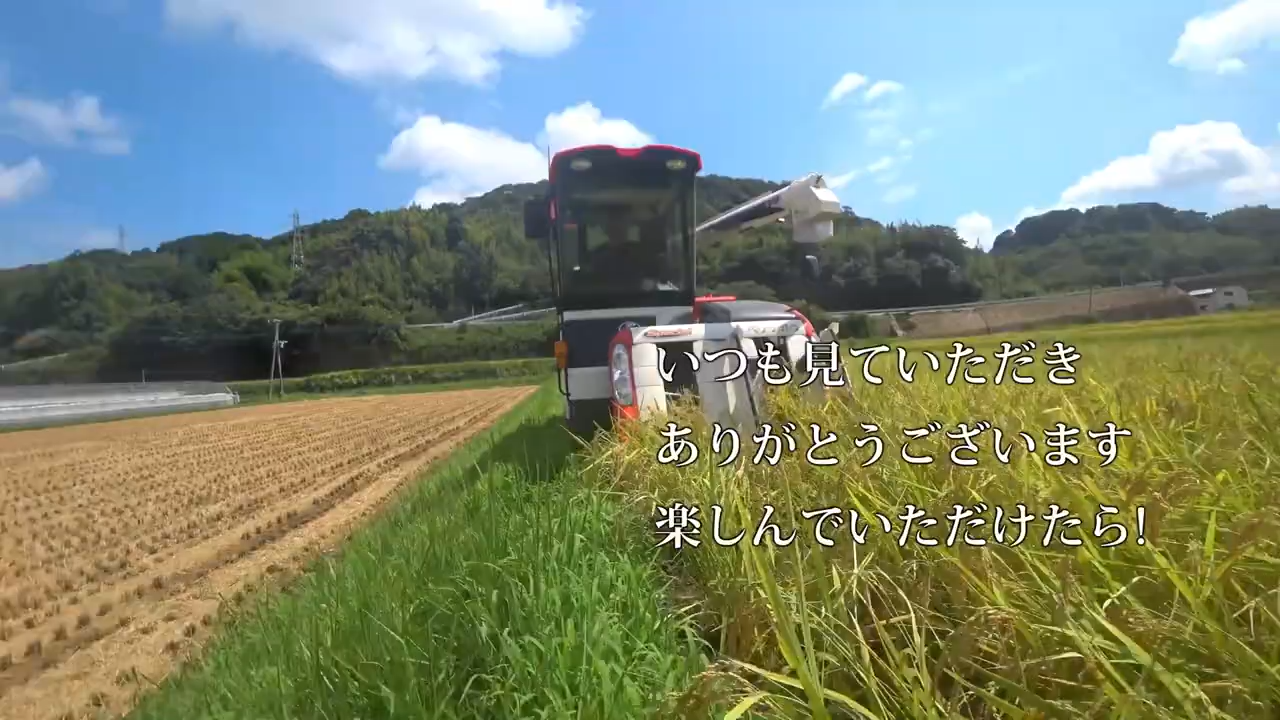 いつも見ていただき
ありがとうございます
楽しんでいただけたら!